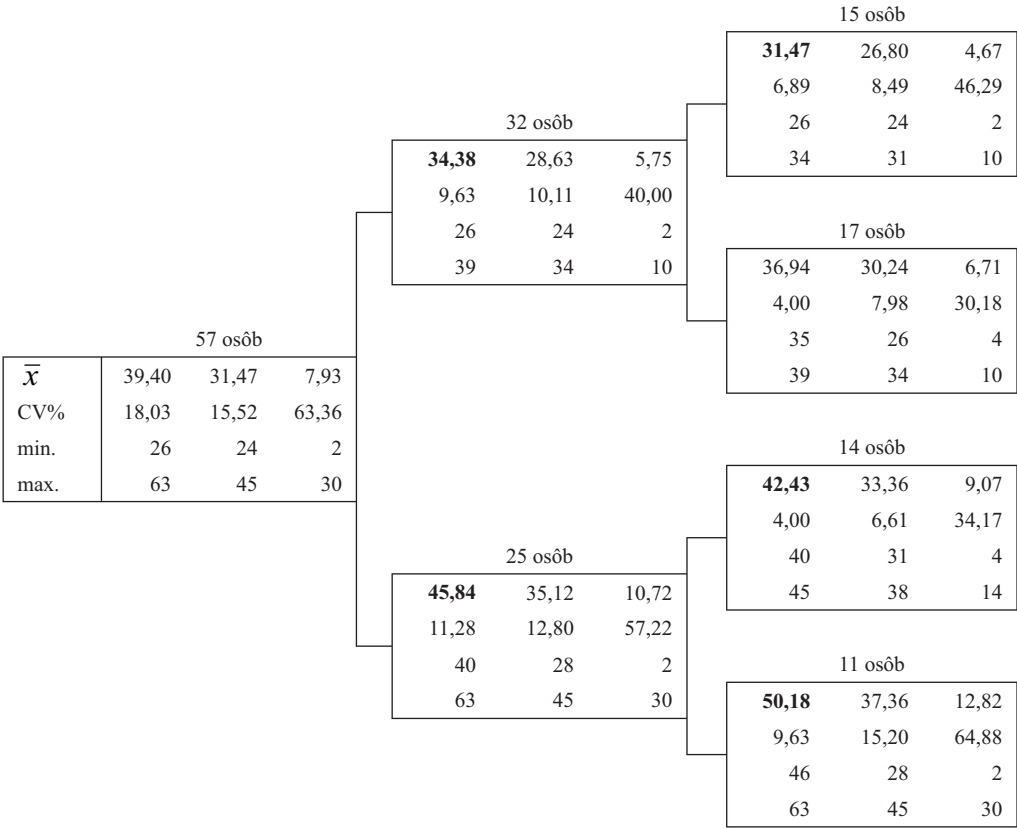 15 osôb
31,47 26,80 4,67
6,89 8,49 46,29
26 24 2
34 31 10
32 osôb
34,38 28,63 5,75
9,63 10,11 40,00
26 24 2
39 34 10
17 osôb
36,94 30,24 6,71
4,00 7,98 30,18
35 26 4
39 34 10
57 osôb
x̅ 39,40 31,47 7,93
CV% 18,03 15,52 63,36
min. 26 24 2
max. 63 45 30
14 osôb
42,43 33,36 9,07
4,00 6,61 34,17
40 31 4
45 38 14
25 osôb
45,84 35,12 10,72
11,28 12,80 57,22
40 28 2
63 45 30
11 osôb
50,18 37,36 12,82
9,63 15,20 64,88
46 28 2
63 45 30